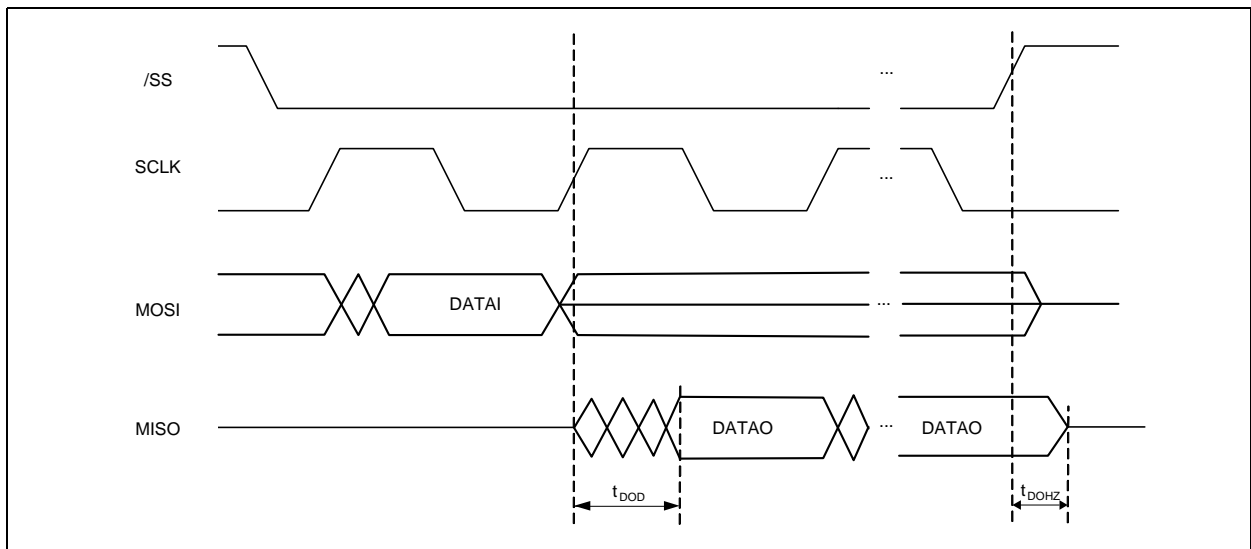 /SS
...
SCLK
...
MOSI
DATAI
...
MISO
DATAO
...
DATAO
tDOD
tDOHZ